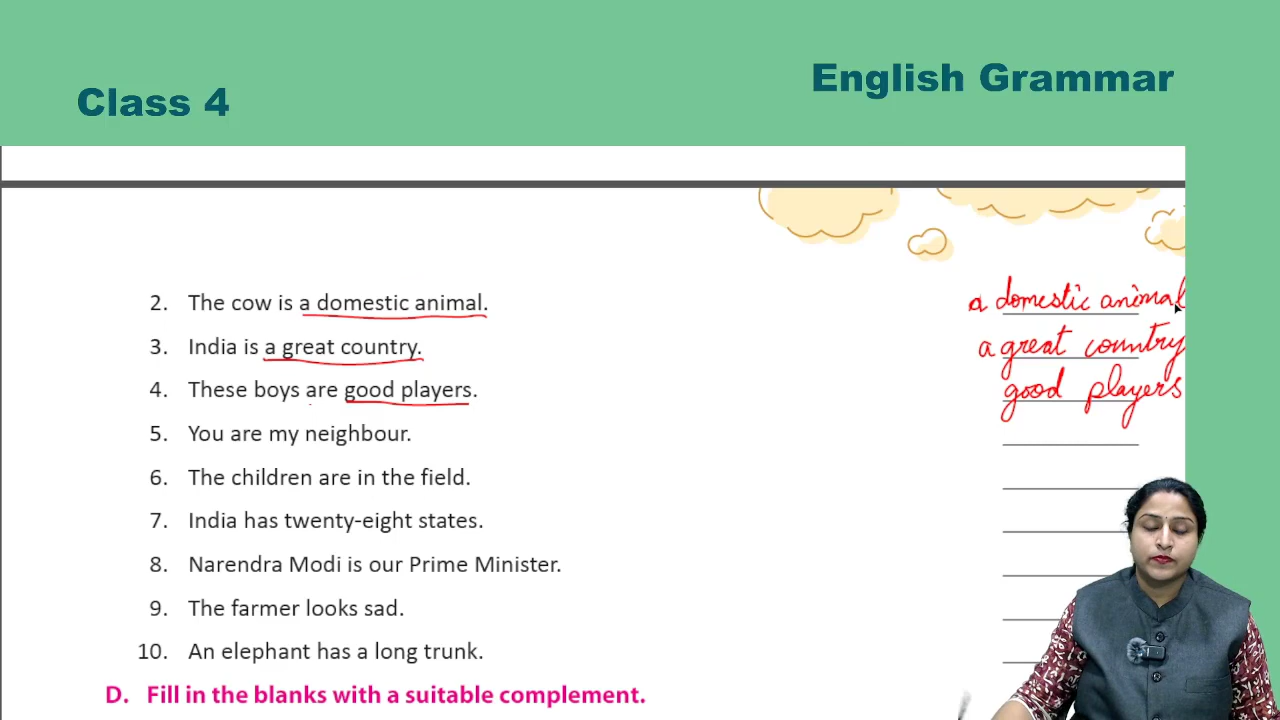 English Grammar
Class 4
2. The cow is a domestic animal. a domestic animal
3. India is a great country. a great country
4. These boys are good players. good players
5. You are my neighbour.
6. The children are in the field.
7. India has twenty-eight states.
8. Narendra Modi is our Prime Minister.
9. The farmer looks sad.
10. An elephant has a long trunk.
D. Fill in the blanks with a suitable complement.